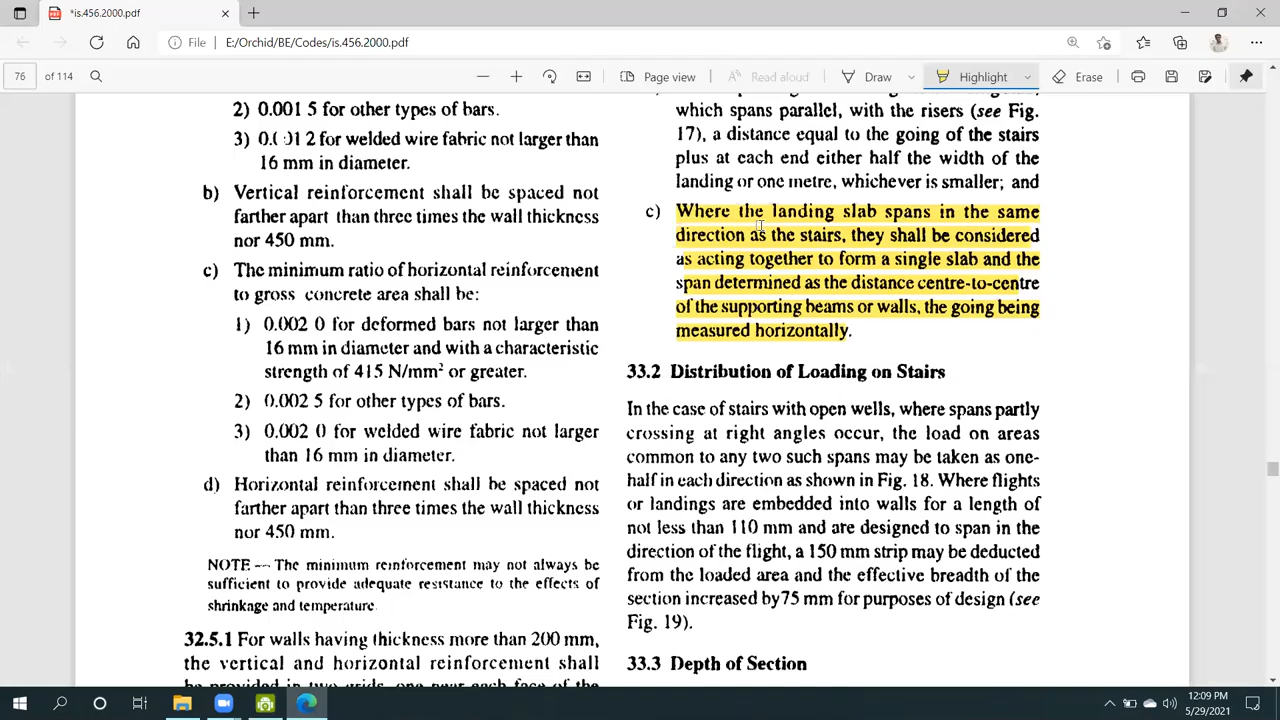 *is.456.2000.pdf
File
E:/Orchid/BE/Codes/is.456.2000.pdf
76
of 114
Page view
Read aloud
Draw
Highlight
Erase
2) 0.001 5 for other types of bars.
16 mm in diameter.
b) Vertical reinforcement shall be spaced not
farther apart than three times the wall thickness
nor 450 mm.
c) The minimum ratio of horizontal reinforcement
to gross concrete area shall be:
1) 0.002 0 for deformed bars not larger than
16 mm in diameter and with a characteristic
strength of 415 N/mm² or greater.
2) 0.002 5 for other types of bars.
3) 0.002 0 for welded wire fabric not larger
than 16 mm in diameter.
d) Horizontal reinforcement shall be spaced not
farther apart than three times the wall thickness
nor 450 mm.
NOTE — The minimum reinforcement may not always be
sufficient to provide adequate resistance to the effects of
shrinkage and temperature
32.5.1 For walls having thickness more than 200 mm,
the vertical and horizontal reinforcement shall
which spans parallel, with the risers (see Fig.
17), a distance equal to the going of the stairs
plus at each end either half the width of the
landing or one metre, whichever is smaller; and
c) Where the landing slab spans in the same
direction as the stairs, they shall be considered
as acting together to form a single slab and the
span determined as the distance centre-to-centre
of the supporting beams or walls, the going being
measured horizontally.
33.2 Distribution of Loading on Stairs
In the case of stairs with open wells, where spans partly
crossing at right angles occur, the load on areas
common to any two such spans may be taken as one-
half in each direction as shown in Fig. 18. Where flights
or landings are embedded into walls for a length of
not less than 110 mm and are designed to span in the
direction of the flight, a 150 mm strip may be deducted
from the loaded area and the effective breadth of the
section increased by 75 mm for purposes of design (see
Fig. 19).
33.3 Depth of Section
12:09 PM
5/29/2021